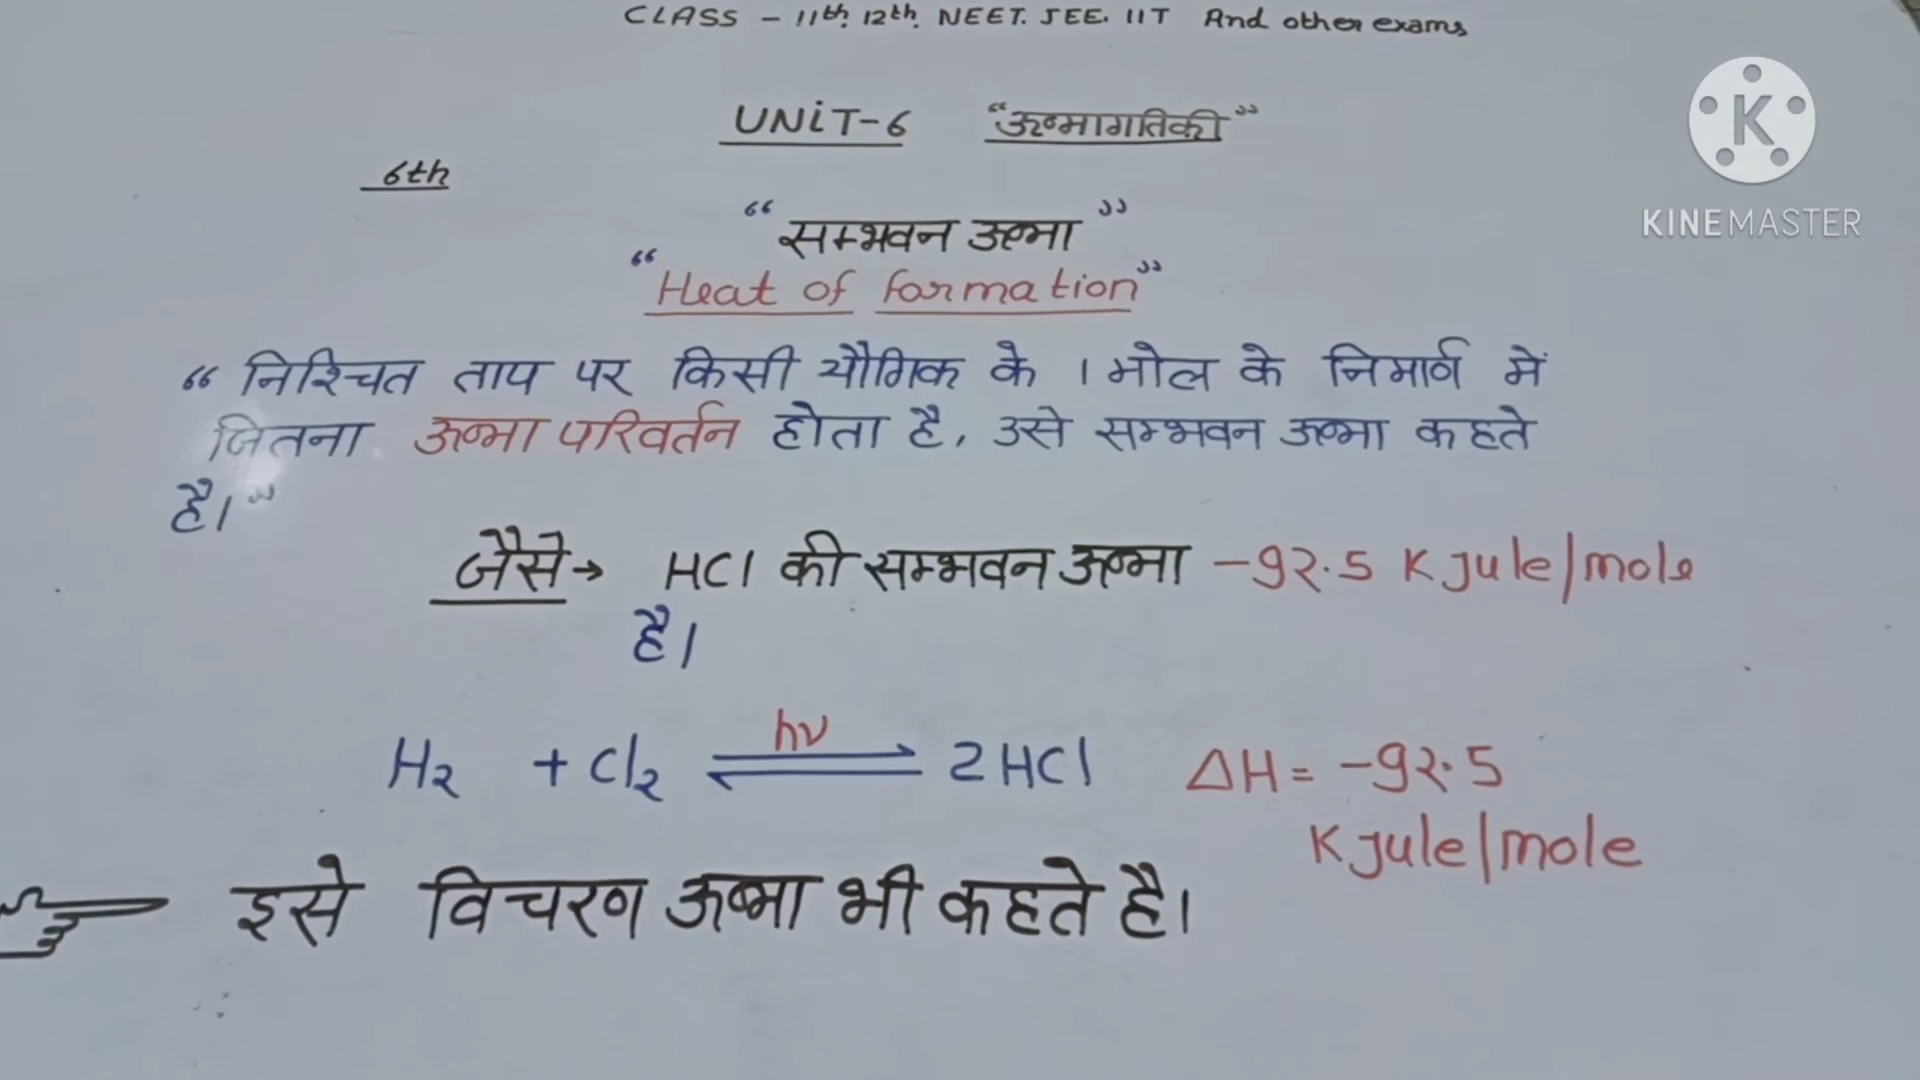 CLASS - 11th, 12th, NEET. JEE. IIT And other exams
UNIT-6 "ऊष्मागतिकी"
6th
"सम्भवन ऊष्मा"
"Heat of formation"
"निश्चित ताप पर किसी यौगिक के 1 मोल के निमार्ण में
जितना ऊष्मा परिवर्तन होता है, उसे सम्भवन ऊष्मा कहते
है।"
जैसे→ HCl की सम्भवन ऊष्मा -92.5 K Jule/mole
है।
H2 + Cl2 ⇌ hν 2HCl ΔH = -92.5
K Jule/mole
इसे विचरण ऊष्मा भी कहते है।
K
KINEMASTER